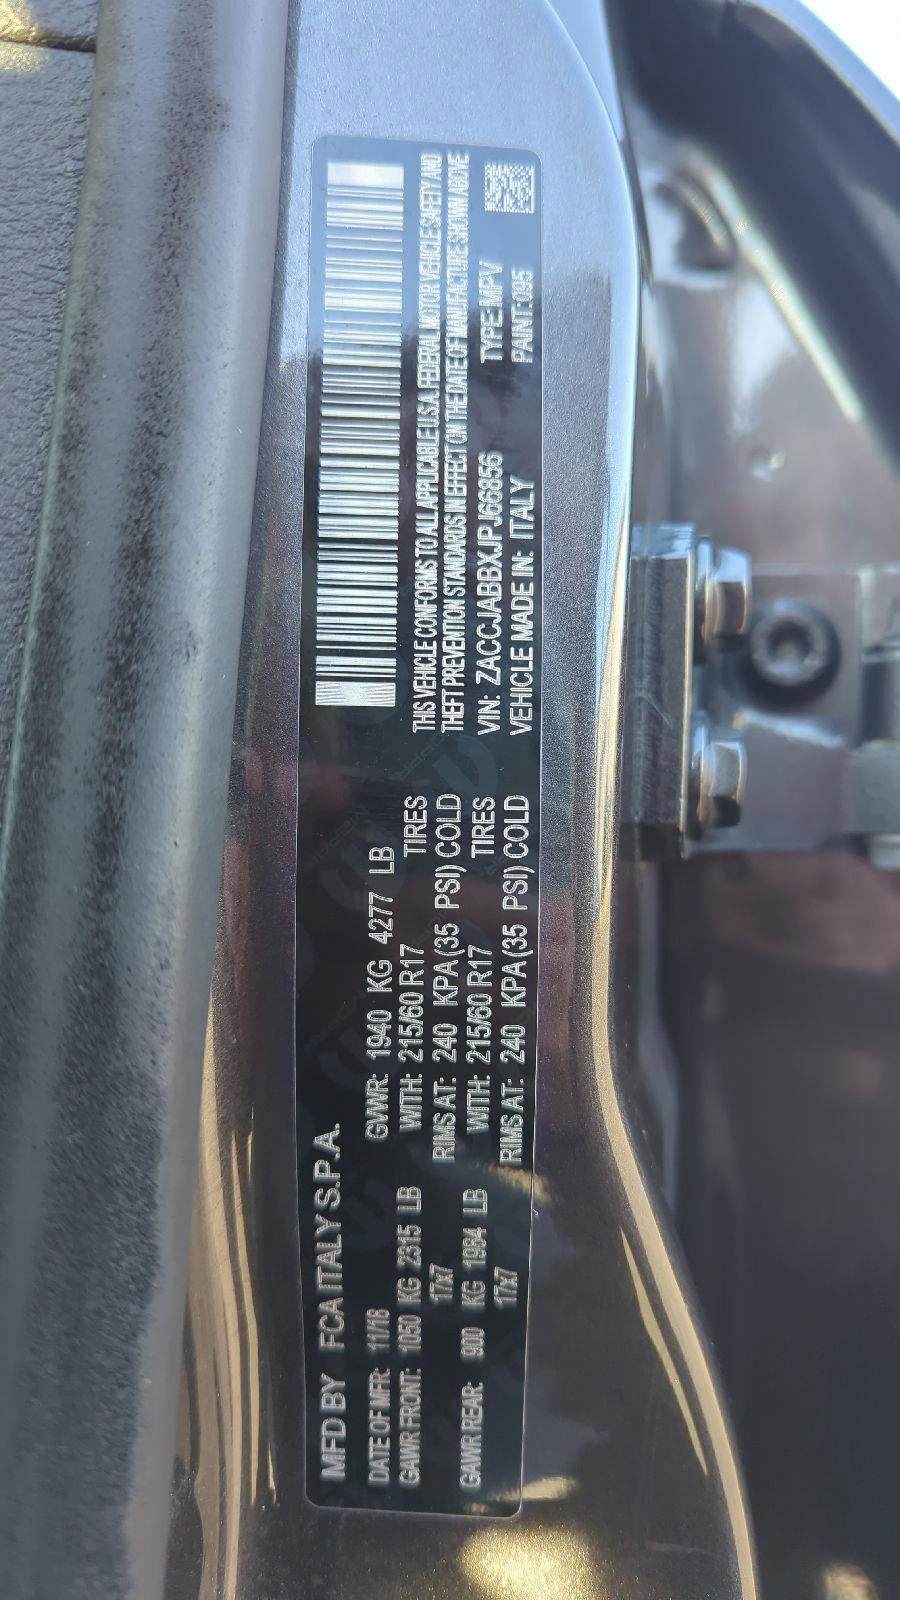 MFD BY FCA ITALY S.P.A.
DATE OF MFR: 11/18 GVWR: 1940 KG 4277 LB
GAWR FRONT: 1050 KG 2315 LB WITH: 215/60 R17 TIRES
17x7 RIMS AT: 240 KPA(35 PSI) COLD
GAWR REAR: 900 KG 1984 LB WITH: 215/60 R17 TIRES
17x7 RIMS AT: 240 KPA(35 PSI) COLD
THIS VEHICLE CONFORMS TO ALL APPLICABLE U.S.A. FEDERAL MOTOR VEHICLE SAFETY AND
THEFT PREVENTION STANDARDS IN EFFECT ON THE DATE OF MANUFACTURE SHOWN ABOVE
VIN: ZACCJABBXJPJ66856 TYPE:MPV
VEHICLE MADE IN: ITALY PAINT:095